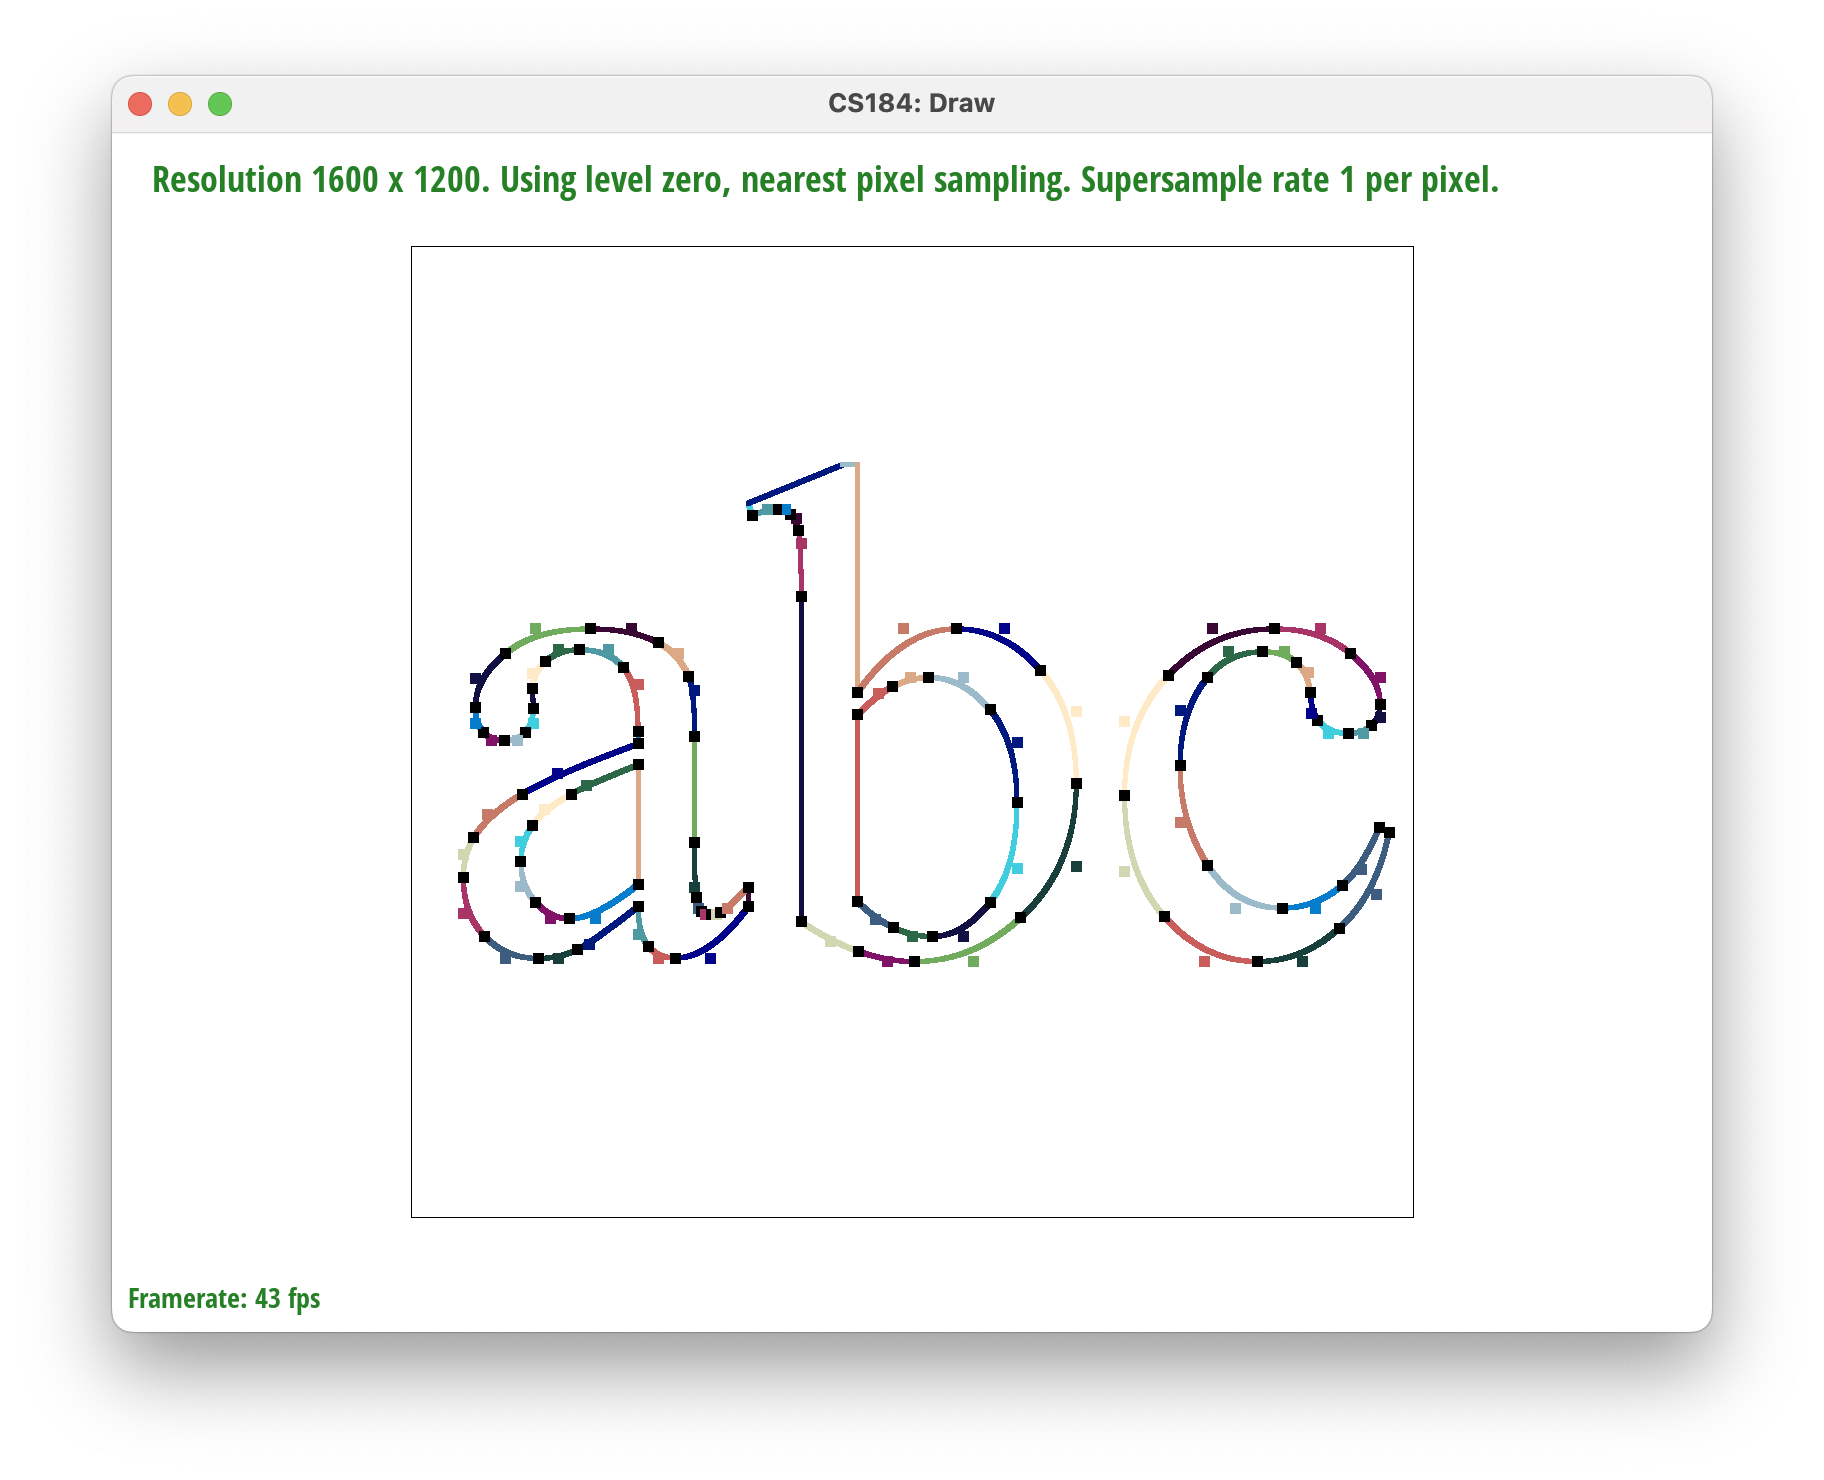 CS184: Draw
Resolution 1600 x 1200. Using level zero, nearest pixel sampling. Supersample rate 1 per pixel.
abc
Framerate: 43 fps